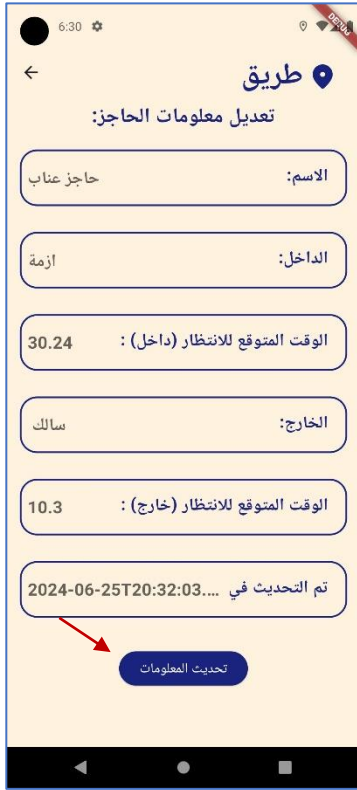 6:30
DEBUG
طريق
تعديل معلومات الحاجز:
الاسم: حاجز عناب
الداخل: ازمة
الوقت المتوقع للانتظار (داخل) : 30.24
الخارج: سالك
الوقت المتوقع للانتظار (خارج) : 10.3
تم التحديث في 2024-06-25T20:32:03....
تحديث المعلومات